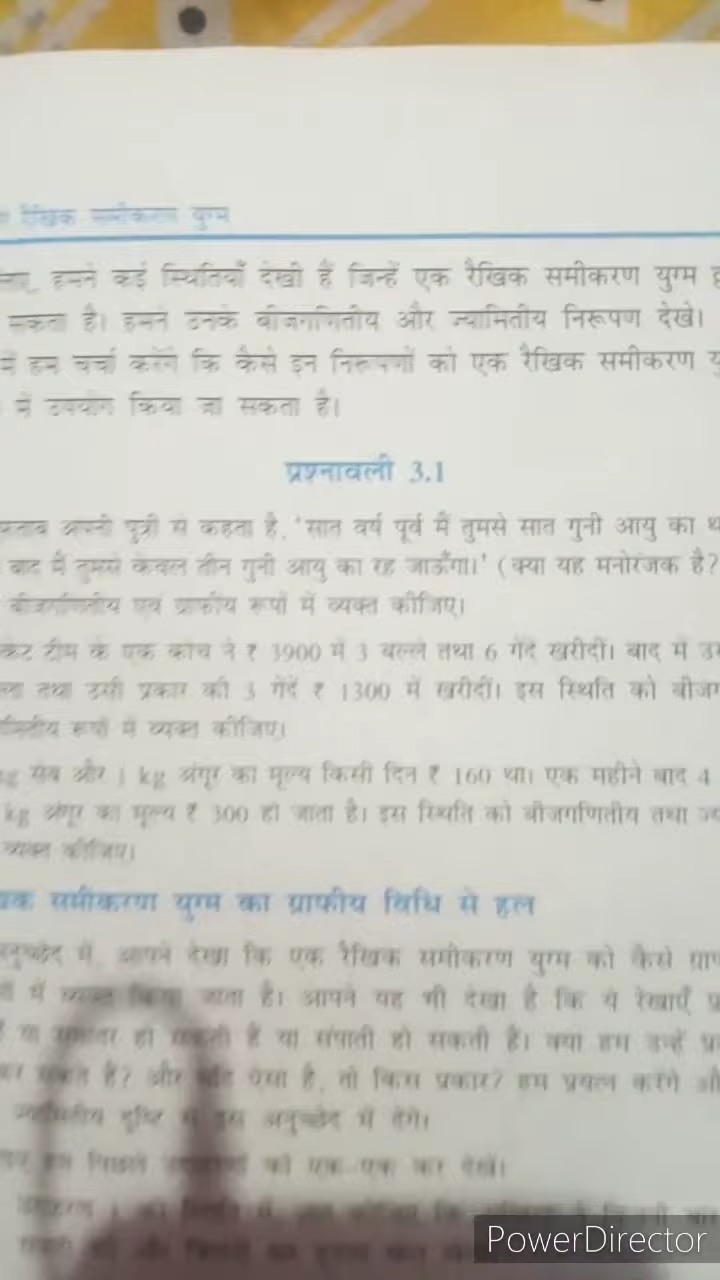 रैखिक समीकरण युग्म
हमने कई स्थितियाँ देखी हैं जिन्हें एक रैखिक समीकरण युग्म
सकता है। हमने उनके बीजगणितीय और ज्यामितीय निरूपण देखे।
में हम चर्चा करेंगे कि कैसे इन निरूपणों को एक रैखिक समीकरण
में उपयोग किया जा सकता है।
प्रश्नावली 3.1
अपनी पुत्री से कहता है, 'सात वर्ष पूर्व मैं तुमसे सात गुनी आयु का
बाद मैं तुमसे केवल तीन गुनी आयु का रह जाऊँगा।' (क्या यह मनोरंजक है?
बीजगणितीय एवं ग्राफीय रूपों में व्यक्त कीजिए।
टीम के एक कोच ने ₹ 3900 में 3 बल्ले तथा 6 गेंदें खरीदीं। बाद में
तथा उसी प्रकार की 3 गेंदें ₹ 1300 में खरीदीं। इस स्थिति को
रूपों में व्यक्त कीजिए।
सेब और 1 kg अंगूर का मूल्य किसी दिन ₹ 160 था। एक महीने बाद 4
kg अंगूर का मूल्य ₹ 300 हो जाता है। इस स्थिति को बीजगणितीय तथा
व्यक्त कीजिए।
समीकरण युग्म का ग्राफीय विधि से हल
में, आपने देखा कि एक रैखिक समीकरण युग्म को कैसे
में व्यक्त किया जाता है। आपने यह भी देखा है कि ये रेखाएँ
या समांतर हो सकती हैं या संपाती हो सकती हैं। क्या हम उन्हें
सकते हैं? और यदि ऐसा है, तो किस प्रकार? हम प्रयत्न करेंगे
ज्यामितीय दृष्टि से इस अनुच्छेद में देंगे।
हम पिछले उदाहरणों को एक-एक कर देखें।
PowerDirector